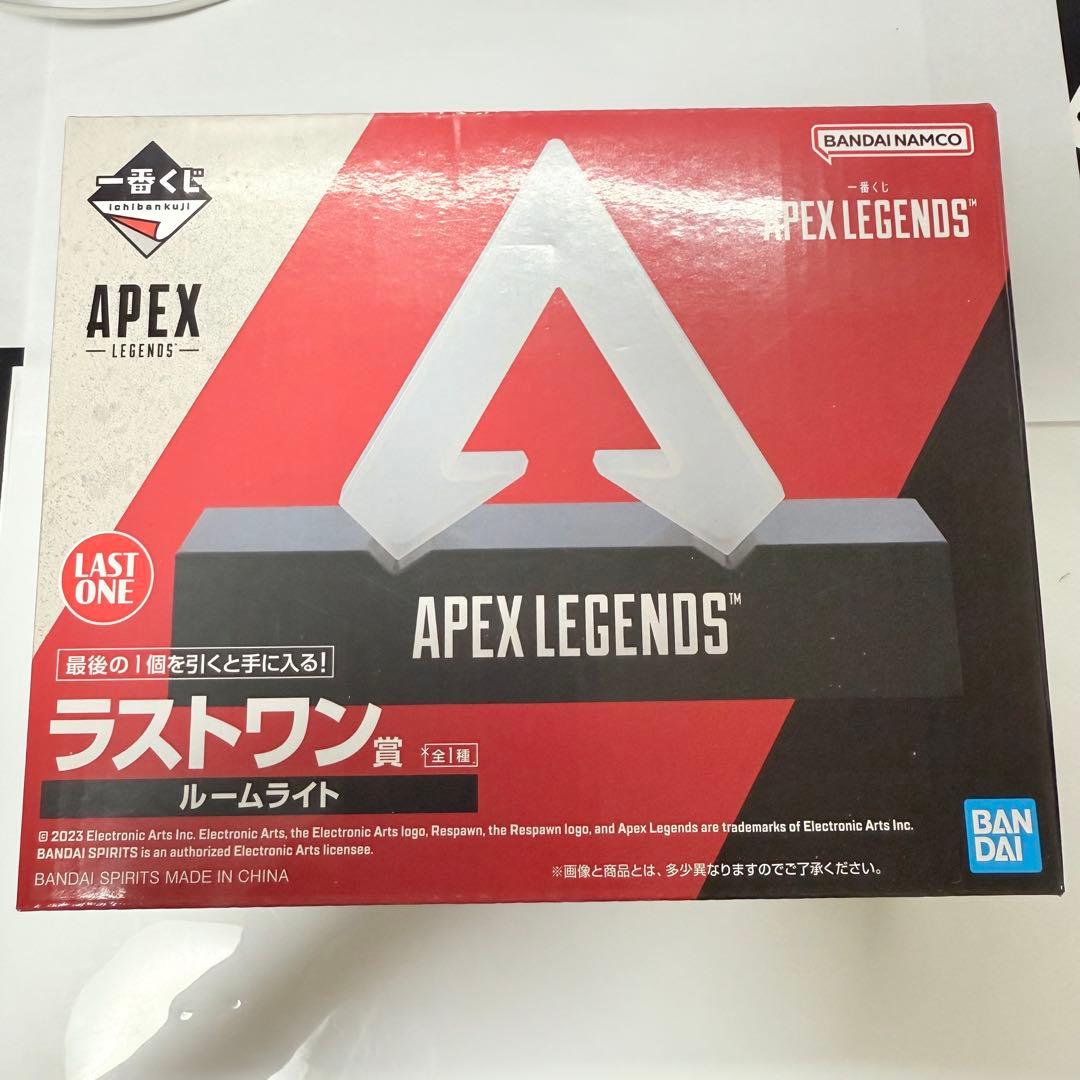 一番くじ
ichibankuji
APEX
LEGENDS™
BANDAI NAMCO
一番くじ
APEX LEGENDS™
APEX LEGENDS™
LAST
ONE
最後の1個を引くと手に入る!
ラストワン賞 *全1種
ルームライト
© 2023 Electronic Arts Inc. Electronic Arts, the Electronic Arts logo, Respawn, the Respawn logo, and Apex Legends are trademarks of Electronic Arts Inc.
BANDAI SPIRITS is an authorized Electronic Arts licensee.
BANDAI SPIRITS MADE IN CHINA
※画像と商品とは、多少異なりますのでご了承ください。
BAN
DAI